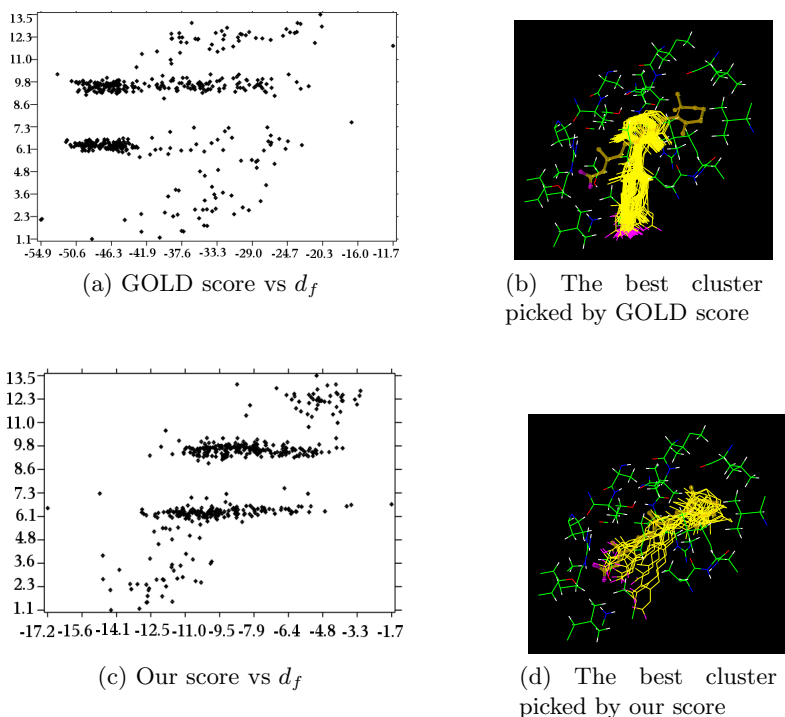 13.5
12.3
11.0
9.8
8.6
7.3
6.1
4.8
3.6
2.3
1.1
-54.9 -50.6 -46.3 -41.9 -37.6 -33.3 -29.0 -24.7 -20.3 -16.0 -11.7
(a) GOLD score vs d_f
(b) The best cluster
picked by GOLD score
13.5
12.3
11.0
9.8
8.6
7.3
6.1
4.8
3.6
2.3
1.1
-17.2 -15.6 -14.1 -12.5 -11.0 -9.5 -7.9 -6.4 -4.8 -3.3 -1.7
(c) Our score vs d_f
(d) The best cluster
picked by our score